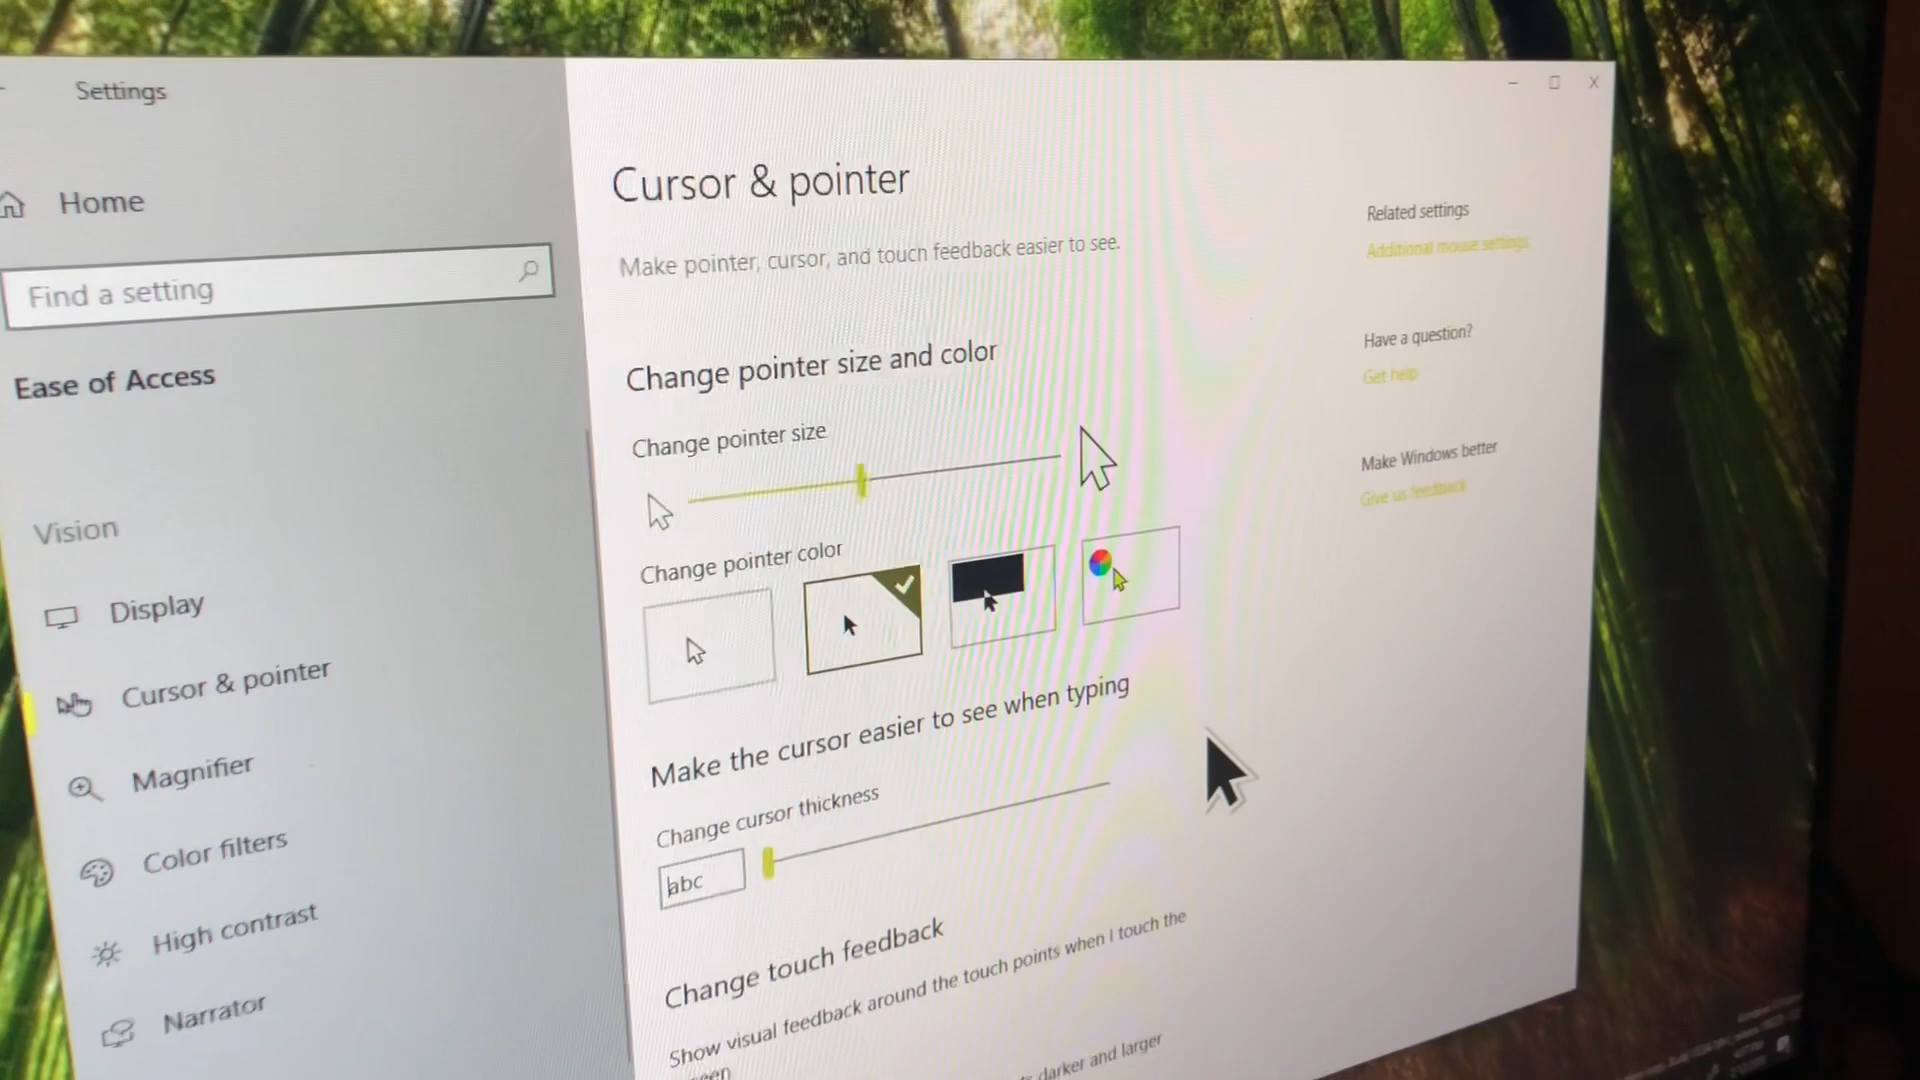 Settings
Home
Find a setting
Ease of Access
Vision
Display
Cursor & pointer
Magnifier
Color filters
High contrast
Narrator
Cursor & pointer
Make pointer, cursor, and touch feedback easier to see.
Change pointer size and color
Change pointer size
Change pointer color
Make the cursor easier to see when typing
Change cursor thickness
abc
Change touch feedback
Show visual feedback around the touch points when I touch the
darker and larger
Related settings
Additional mouse settings
Have a question?
Get help
Make Windows better
Give us feedback